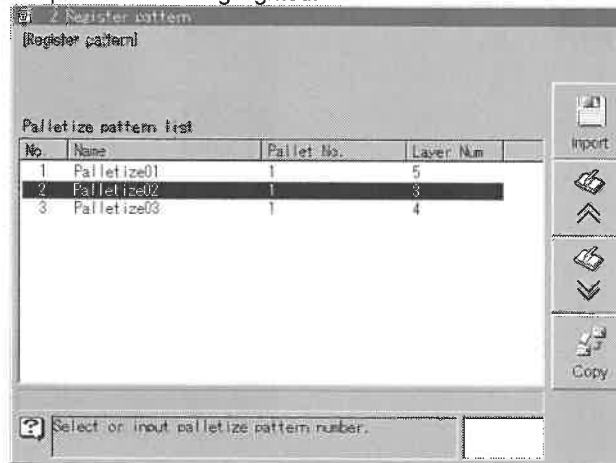 2 Register pattern
[Register pattern]
Palletize pattern list
No. Name Pallet No. Layer Num
1 Palletize01 1 5
2 Palletize02 1 3
3 Palletize03 1 4
Import
Copy
Select or input palletize pattern number.